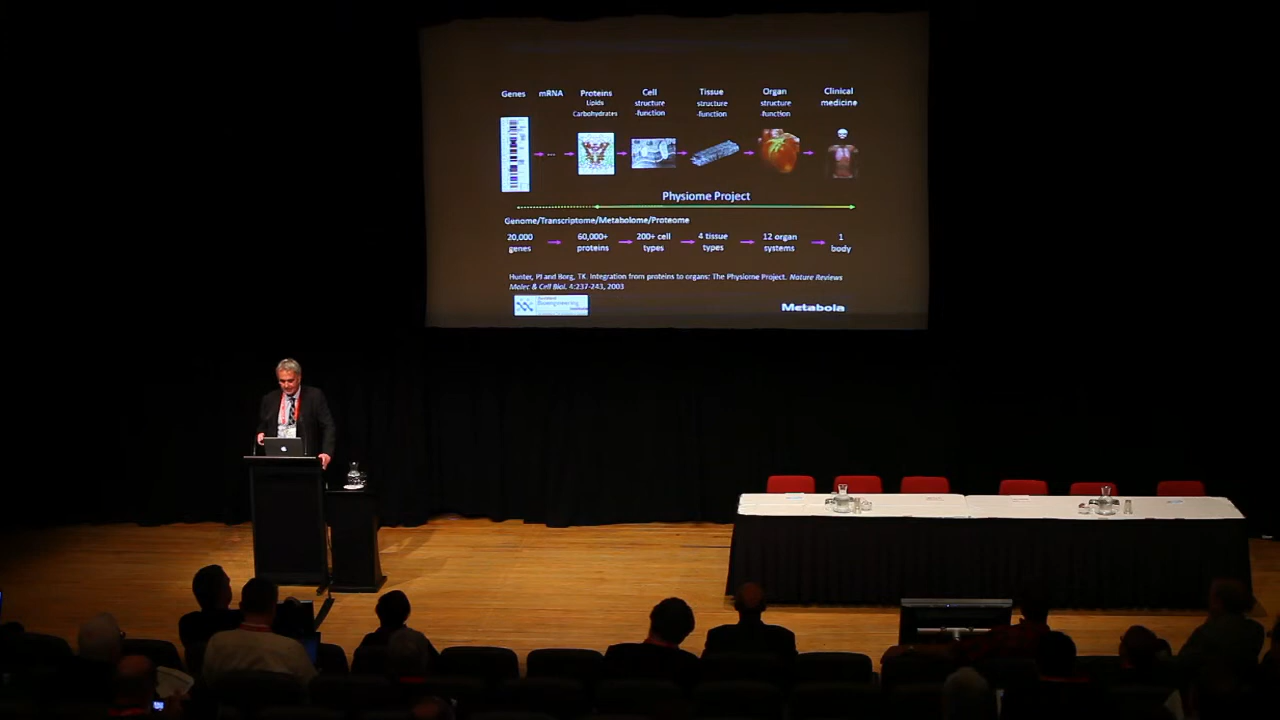 Genes mRNA Proteins Cell Tissue Organ Clinical
Lipids structure structure structure medicine
Carbohydrates -function -function -function
Physiome Project
Genome/Transcriptome/Metabolome/Proteome
20,000 60,000+ 200+ cell 4 tissue 12 organ 1
genes proteins types types systems body
Hunter, PJ and Borg, TK. Integration from proteins to organs: The Physiome Project. Nature Reviews
Molec & Cell Biol. 4:237-243, 2003
Bioengineering
Metabola